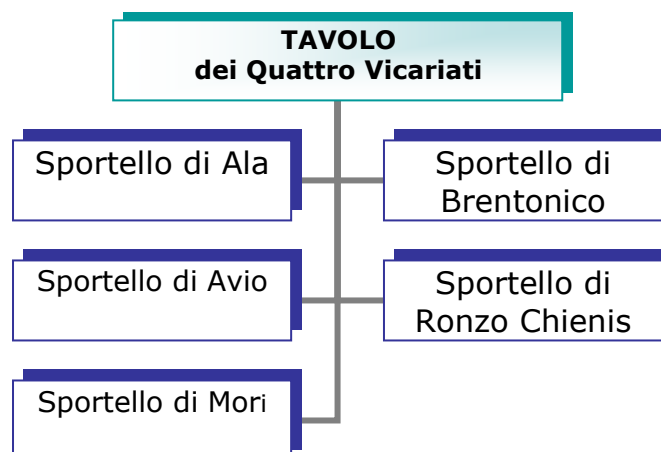 TAVOLO
dei Quattro Vicariati
Sportello di Ala
Sportello di
Brentonico
Sportello di Avio
Sportello di
Ronzo Chienis
Sportello di Mori